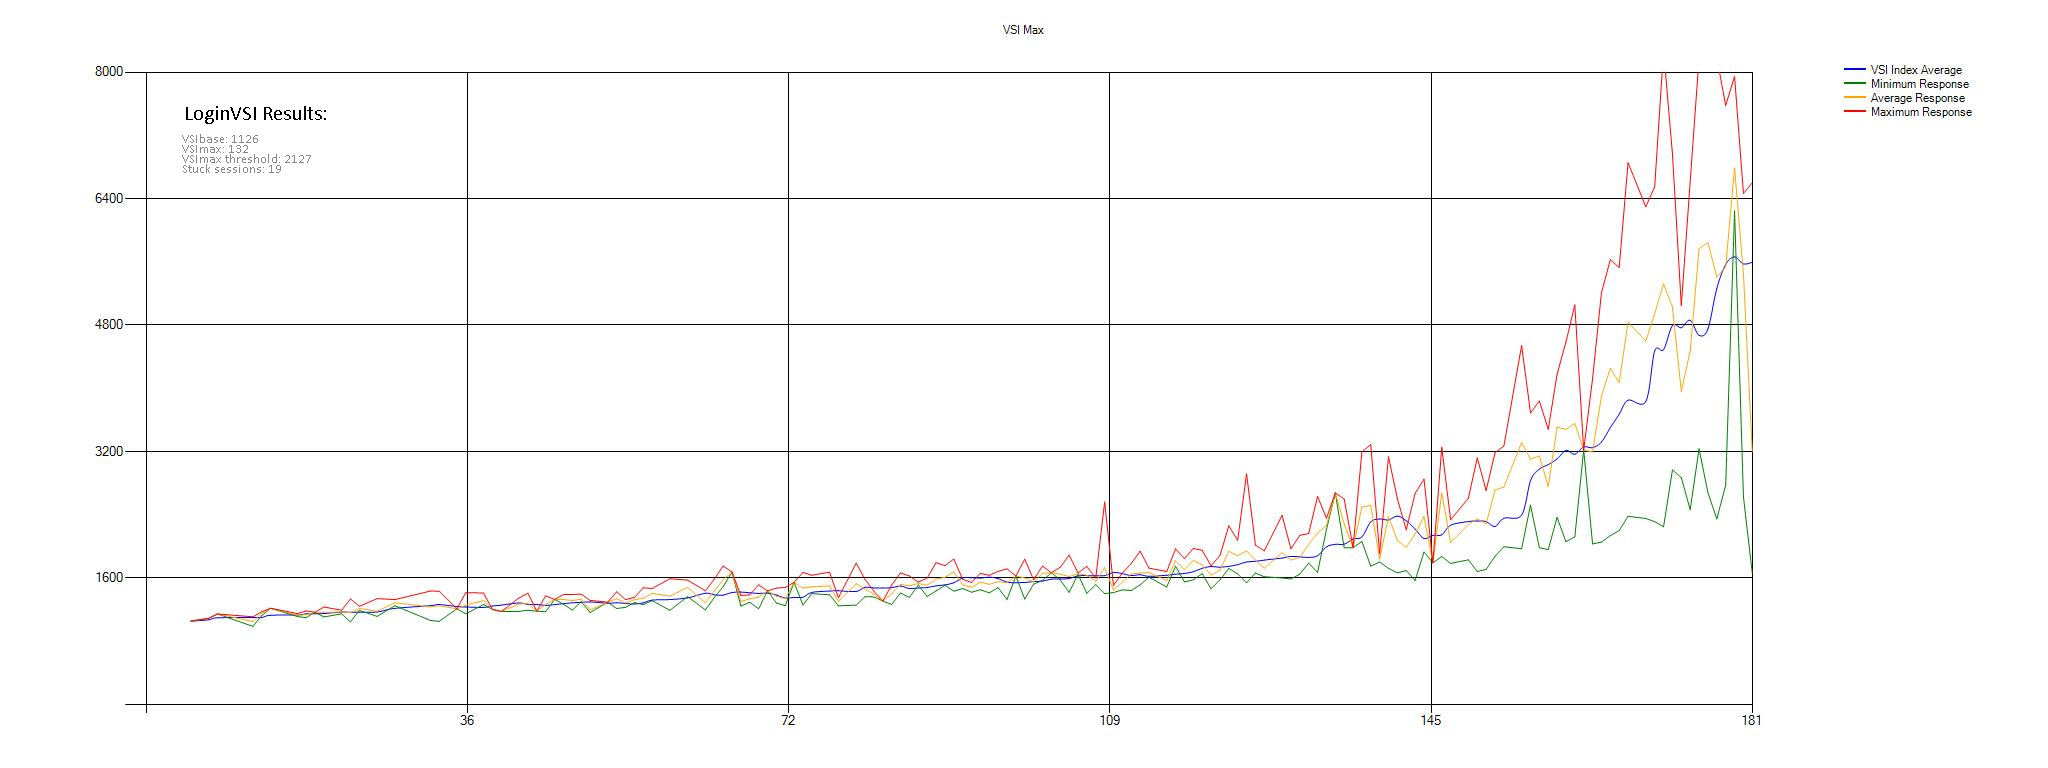 VSI Max
8000
6400
4800
3200
1600
36
72
109
145
181
LoginVSI Results:
VSIbase: 1126
VSImax: 132
VSImax threshold: 2127
Stuck sessions: 19
VSI Index Average
Minimum Response
Average Response
Maximum Response